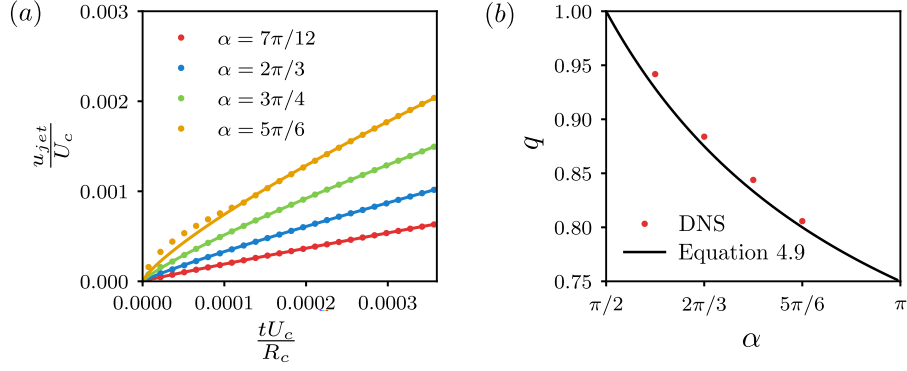 (a)
0.003
0.002
0.001
0.000
u_jet
U_c
α = 7π/12
α = 2π/3
α = 3π/4
α = 5π/6
0.0000 0.0001 0.0002 0.0003
tU_c
R_c
(b)
1.00
0.95
0.90
0.85
0.80
0.75
q
DNS
Equation 4.9
π/2 2π/3 5π/6 π
α